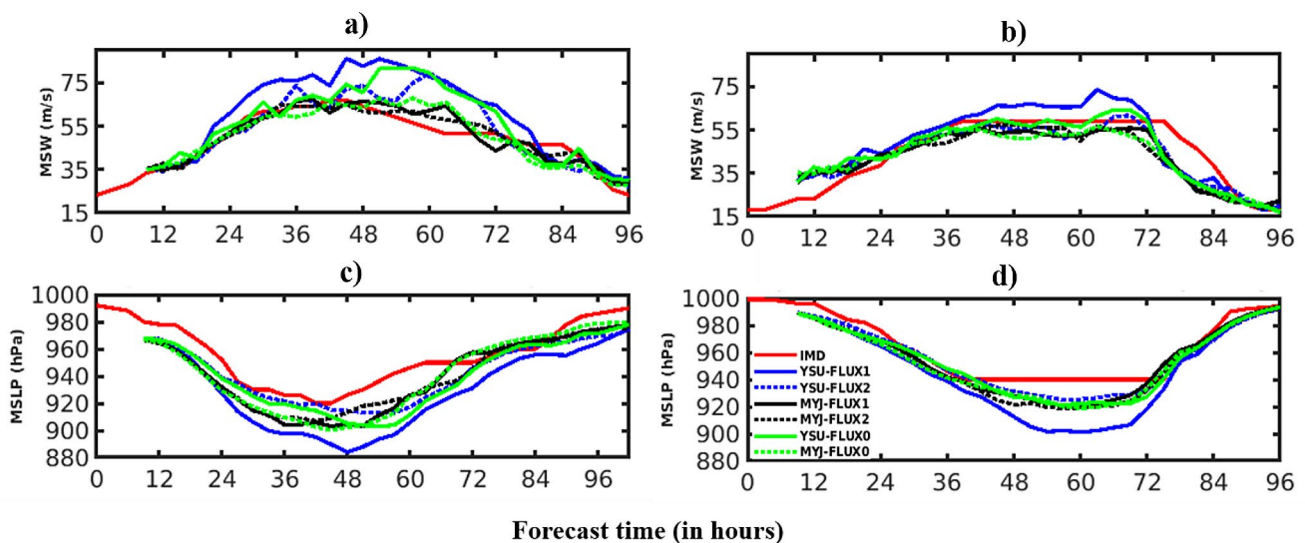 a)
MSW (m/s)
75
55
35
15
0 12 24 36 48 60 72 84 96
b)
MSW (m/s)
75
55
35
15
0 12 24 36 48 60 72 84 96
c)
MSLP (hPa)
1000
980
960
940
920
900
880
0 12 24 36 48 60 72 84 96
d)
MSLP (hPa)
1000
980
960
940
920
900
880
IMD
YSU-FLUX1
YSU-FLUX2
MYJ-FLUX1
MYJ-FLUX2
YSU-FLUX0
MYJ-FLUX0
0 12 24 36 48 60 72 84 96
Forecast time (in hours)